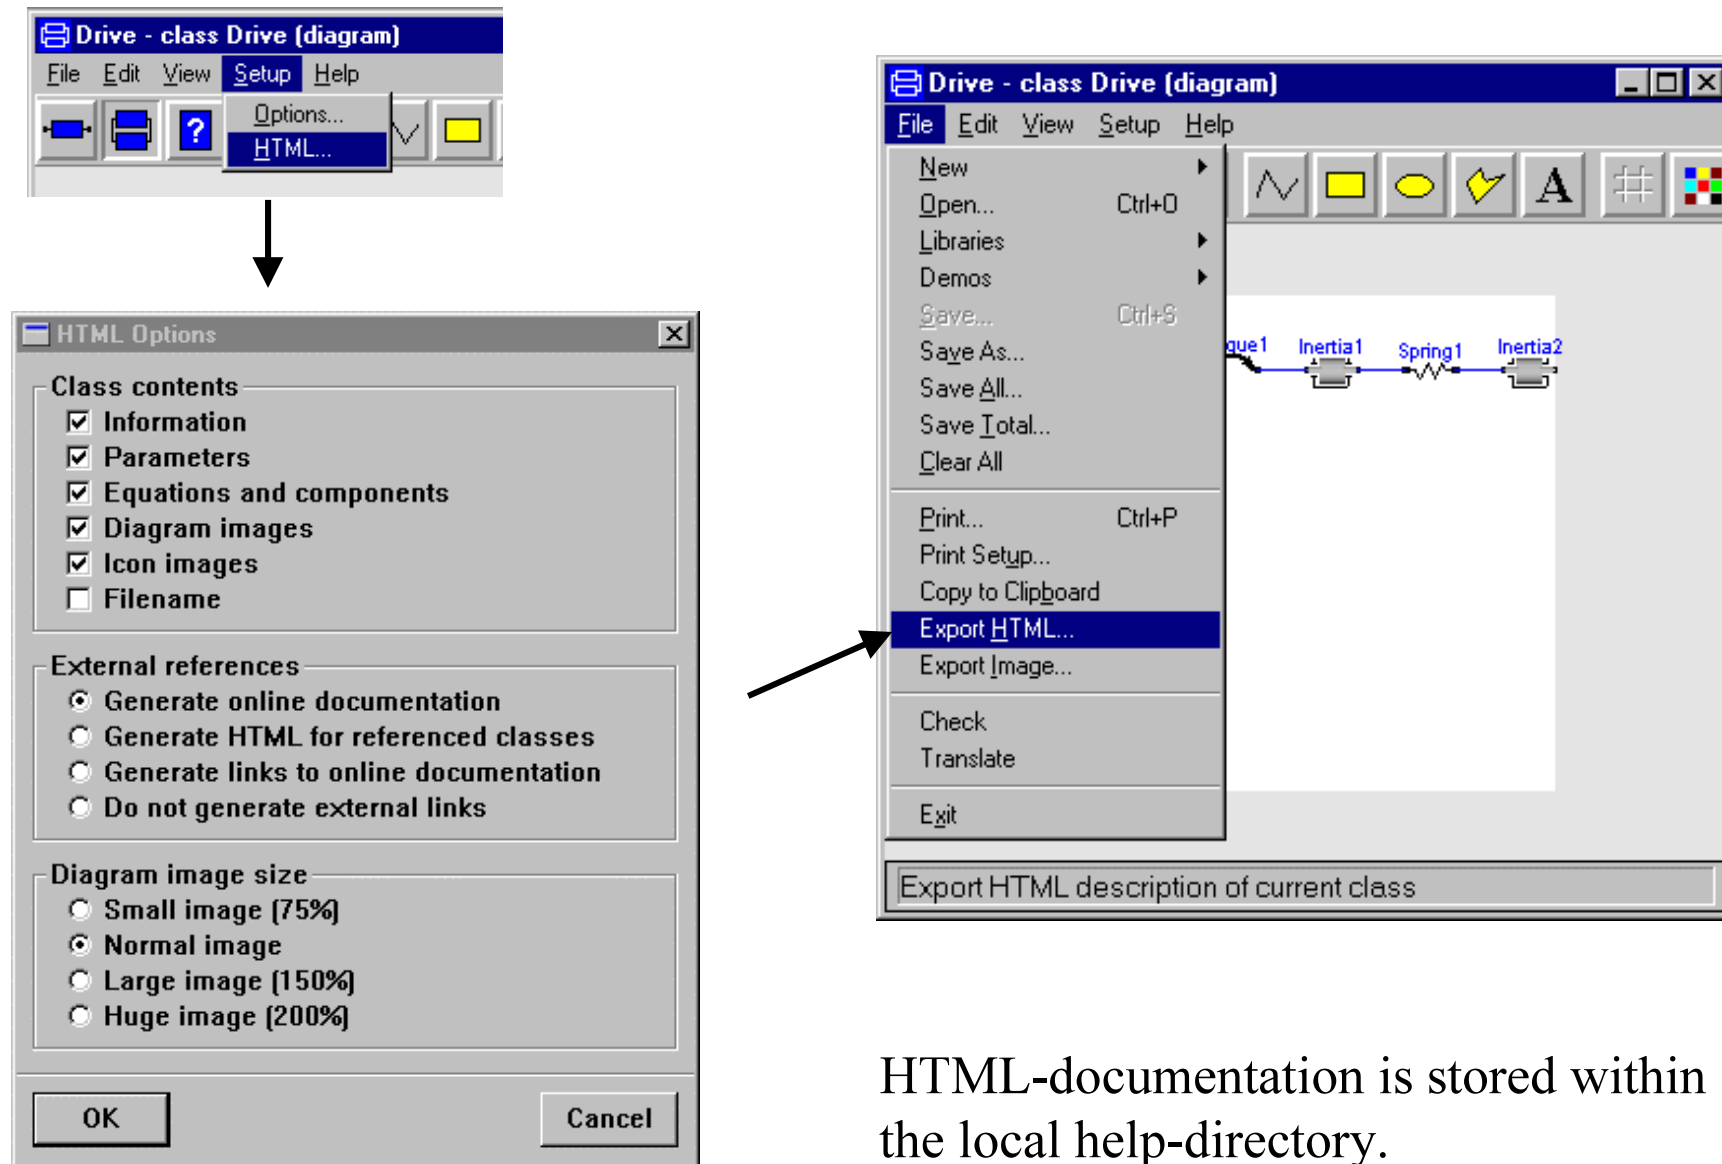 Drive - class Drive (diagram)
File Edit View Setup Help
?
Options...
HTML...
HTML Options
Class contents
Information
Parameters
Equations and components
Diagram images
Icon images
Filename
External references
Generate online documentation
Generate HTML for referenced classes
Generate links to online documentation
Do not generate external links
Diagram image size
Small image (75%)
Normal image
Large image (150%)
Huge image (200%)
OK Cancel
Drive - class Drive (diagram)
File Edit View Setup Help
A
New
Open... Ctrl+O
Libraries
Demos
Save... Ctrl+S
Save As...
Save All...
Save Total...
Clear All
Print... Ctrl+P
Print Setup...
Copy to Clipboard
Export HTML...
Export Image...
Check
Translate
Exit
que1 Inertia1 Spring1 Inertia2
Export HTML description of current class
HTML-documentation is stored within
the local help-directory.